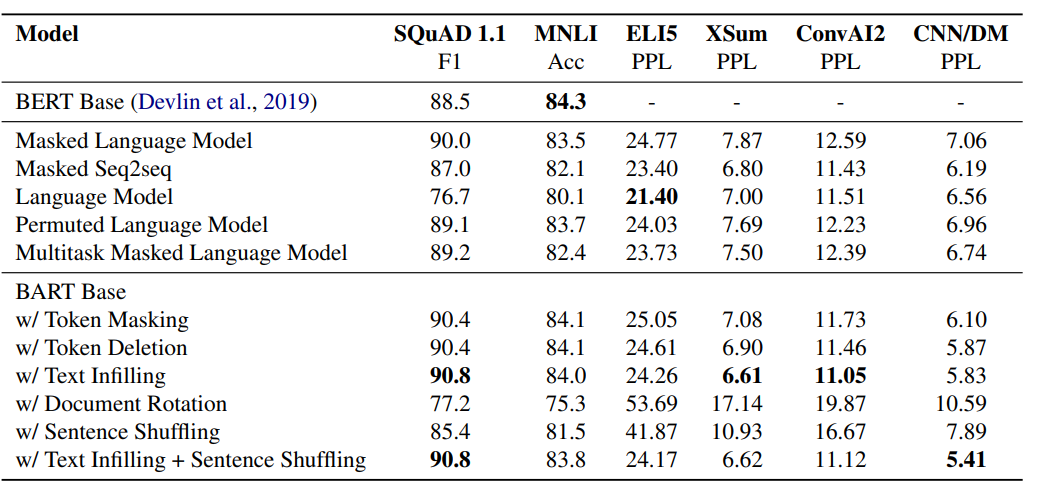 Model SQuAD 1.1 MNLI ELI5 XSum ConvAI2 CNN/DM
F1 Acc PPL PPL PPL PPL
BERT Base (Devlin et al., 2019) 88.5 84.3 - - - -
Masked Language Model 90.0 83.5 24.77 7.87 12.59 7.06
Masked Seq2seq 87.0 82.1 23.40 6.80 11.43 6.19
Language Model 76.7 80.1 21.40 7.00 11.51 6.56
Permuted Language Model 89.1 83.7 24.03 7.69 12.23 6.96
Multitask Masked Language Model 89.2 82.4 23.73 7.50 12.39 6.74
BART Base
w/ Token Masking 90.4 84.1 25.05 7.08 11.73 6.10
w/ Token Deletion 90.4 84.1 24.61 6.90 11.46 5.87
w/ Text Infilling 90.8 84.0 24.26 6.61 11.05 5.83
w/ Document Rotation 77.2 75.3 53.69 17.14 19.87 10.59
w/ Sentence Shuffling 85.4 81.5 41.87 10.93 16.67 7.89
w/ Text Infilling + Sentence Shuffling 90.8 83.8 24.17 6.62 11.12 5.41